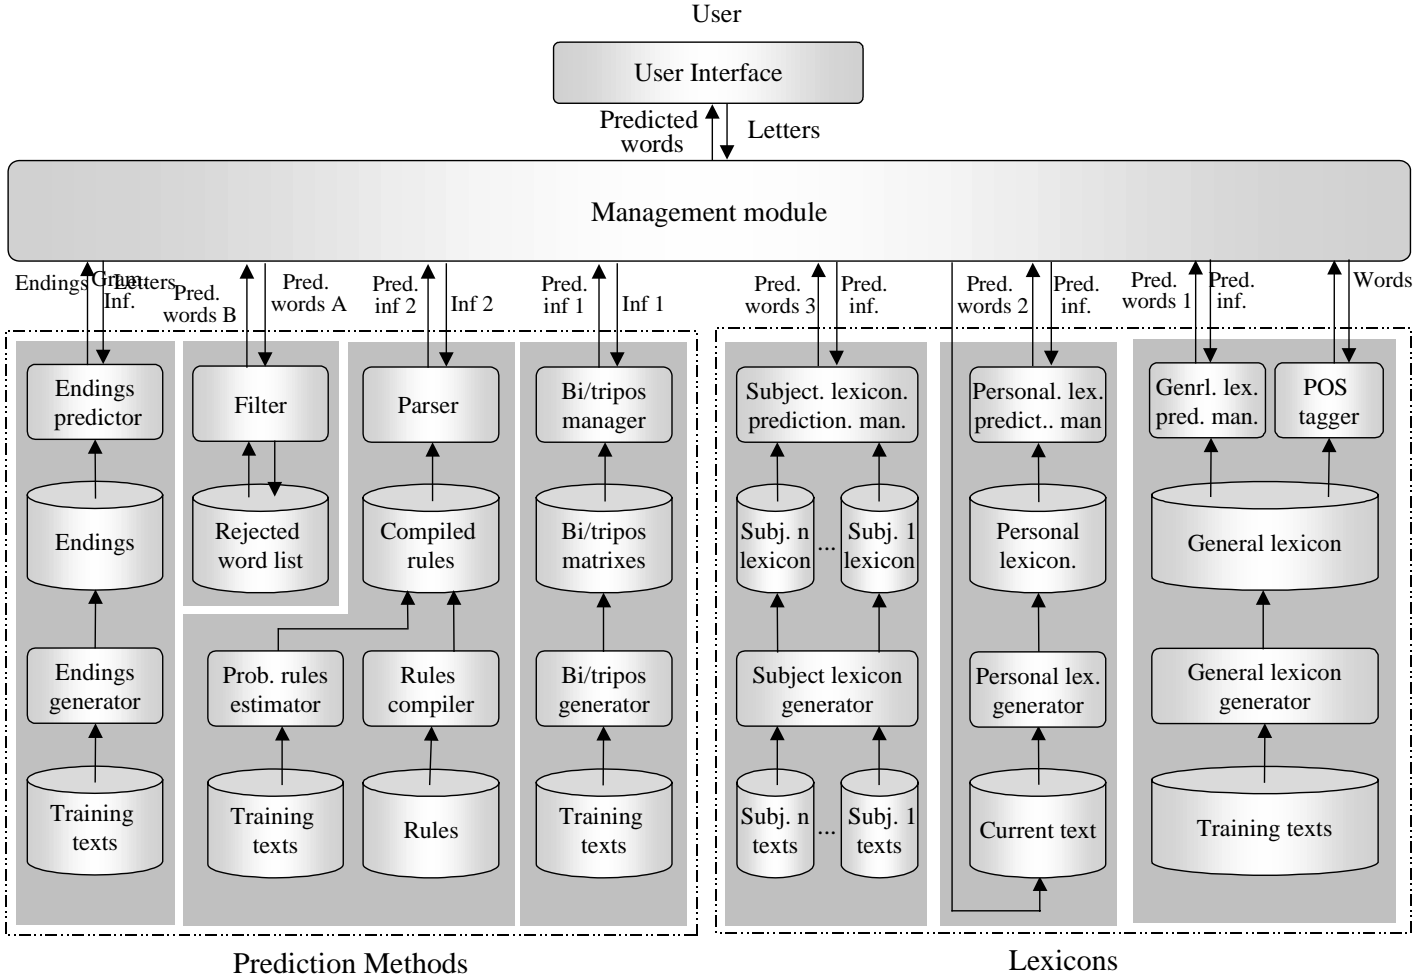 User
User Interface
Predicted
words
Letters
Management module
Endings
Gram.
Inf.
Letters
Pred.
words B
Pred.
words A
Pred.
inf 2
Inf 2
Pred.
inf 1
Inf 1
Pred.
words 3
Pred.
inf.
Pred.
words 2
Pred.
inf.
Pred.
words 1
Pred.
inf.
Words
Endings
predictor
Filter
Parser
Bi/tripos
manager
Subject. lexicon.
prediction. man.
Personal. lex.
predict.. man
Genrl. lex.
pred. man.
POS
tagger
Endings
Rejected
word list
Compiled
rules
Bi/tripos
matrixes
Subj. n
lexicon
...
Subj. 1
lexicon
Personal
lexicon.
General lexicon
Endings
generator
Prob. rules
estimator
Rules
compiler
Bi/tripos
generator
Subject lexicon
generator
Personal lex.
generator
General lexicon
generator
Training
texts
Training
texts
Rules
Training
texts
Subj. n
texts
...
Subj. 1
texts
Current text
Training texts
Prediction Methods
Lexicons